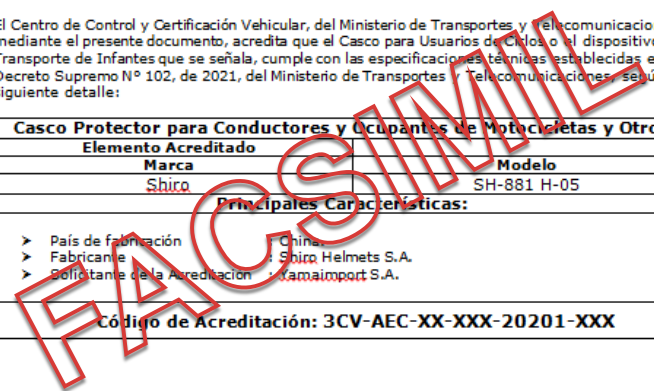 El Centro de Control y Certificación Vehicular, del Ministerio de Transportes y Telecomunicacio
mediante el presente documento, acredita que el Casco para Usuarios de Ciclos o el dispositivo
Transporte de Infantes que se señala, cumple con las especificaciones técnicas establecidas e
Decreto Supremo Nº 102, de 2021, del Ministerio de Transportes y Telecomunicaciones, segú
siguiente detalle:
Casco Protector para Conductores y Ocupantes de Motocicletas y Otro
Elemento Acreditado
Marca Modelo
Shiro SH-881 H-05
Principales Características:
➤ País de fabricación : China.
➤ Fabricante : Shiro Helmets S.A.
➤ Solicitante de la Acreditación : Yamaimport S.A.
Código de Acreditación: 3CV-AEC-XX-XXX-20201-XXX
FACSIMIL